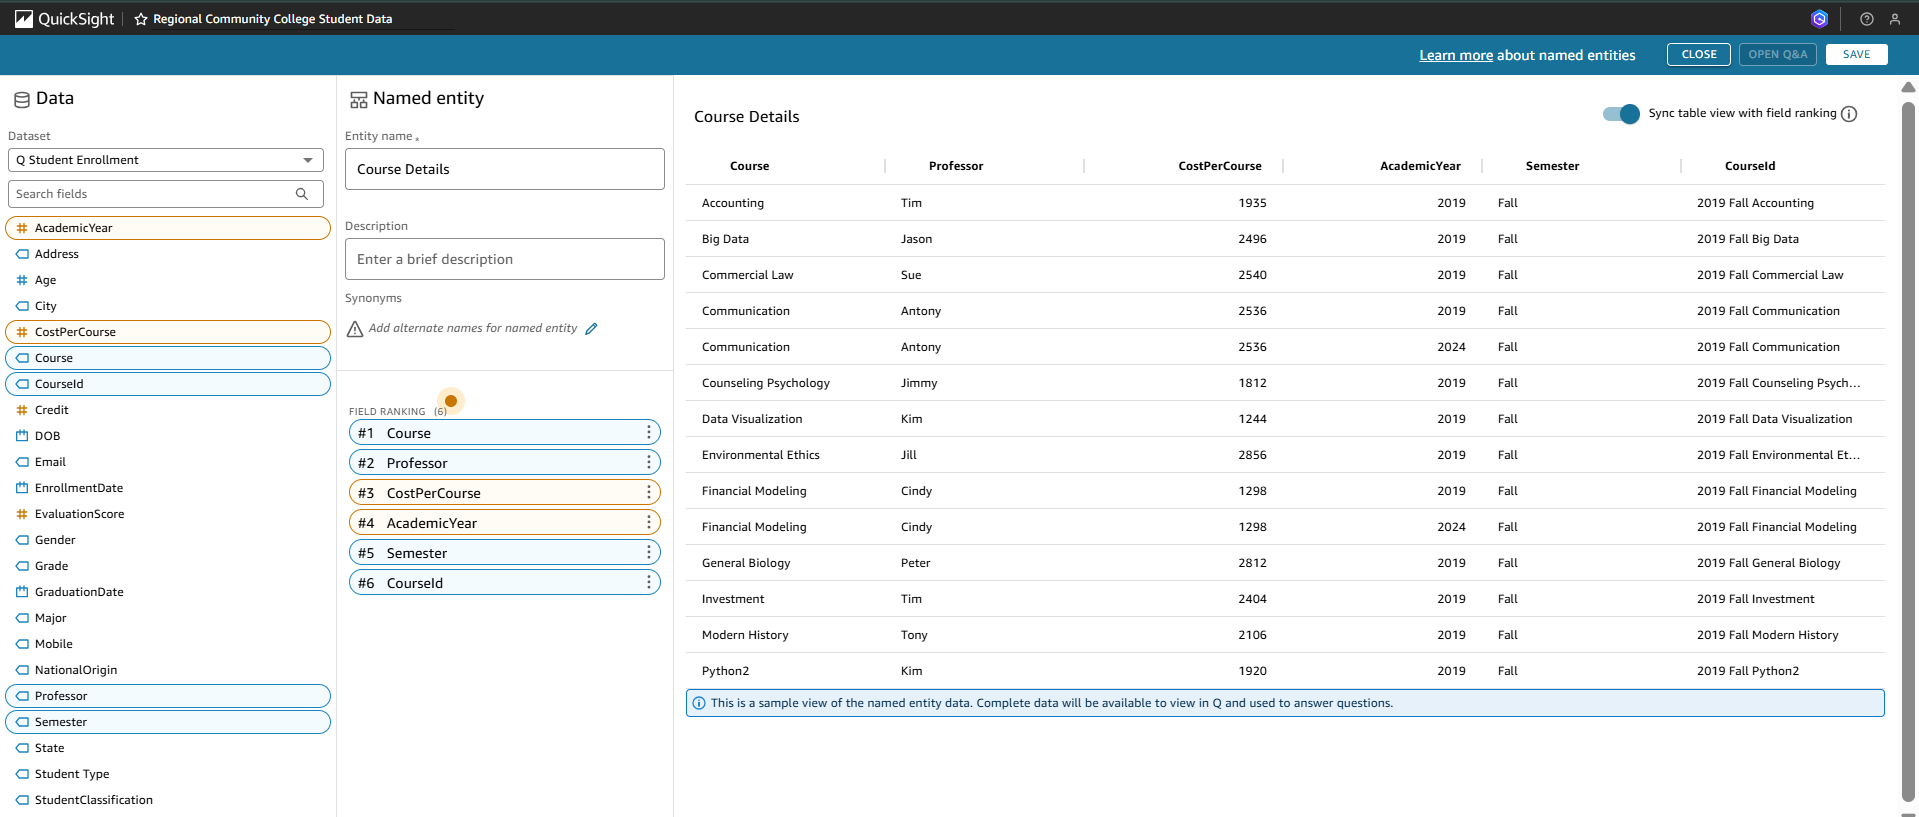 QuickSight
Regional Community College Student Data
Learn more about named entities
CLOSE
OPEN Q&A
SAVE
Data
Dataset
Q Student Enrollment
Search fields
AcademicYear
Address
Age
City
CostPerCourse
Course
CourseId
Credit
DOB
Email
EnrollmentDate
EvaluationScore
Gender
Grade
GraduationDate
Major
Mobile
NationalOrigin
Professor
Semester
State
Student Type
StudentClassification
Named entity
Entity name *
Course Details
Description
Enter a brief description
Synonyms
Add alternate names for named entity
FIELD RANKING (6)
#1 Course
#2 Professor
#3 CostPerCourse
#4 AcademicYear
#5 Semester
#6 CourseId
Course Details
Sync table view with field ranking
Course Professor CostPerCourse AcademicYear Semester CourseId
Accounting Tim 1935 2019 Fall 2019 Fall Accounting
Big Data Jason 2496 2019 Fall 2019 Fall Big Data
Commercial Law Sue 2540 2019 Fall 2019 Fall Commercial Law
Communication Antony 2536 2019 Fall 2019 Fall Communication
Communication Antony 2536 2024 Fall 2019 Fall Communication
Counseling Psychology Jimmy 1812 2019 Fall 2019 Fall Counseling Psych...
Data Visualization Kim 1244 2019 Fall 2019 Fall Data Visualization
Environmental Ethics Jill 2856 2019 Fall 2019 Fall Environmental Et...
Financial Modeling Cindy 1298 2019 Fall 2019 Fall Financial Modeling
Financial Modeling Cindy 1298 2024 Fall 2019 Fall Financial Modeling
General Biology Peter 2812 2019 Fall 2019 Fall General Biology
Investment Tim 2404 2019 Fall 2019 Fall Investment
Modern History Tony 2106 2019 Fall 2019 Fall Modern History
Python2 Kim 1920 2019 Fall 2019 Fall Python2
This is a sample view of the named entity data. Complete data will be available to view in Q and used to answer questions.